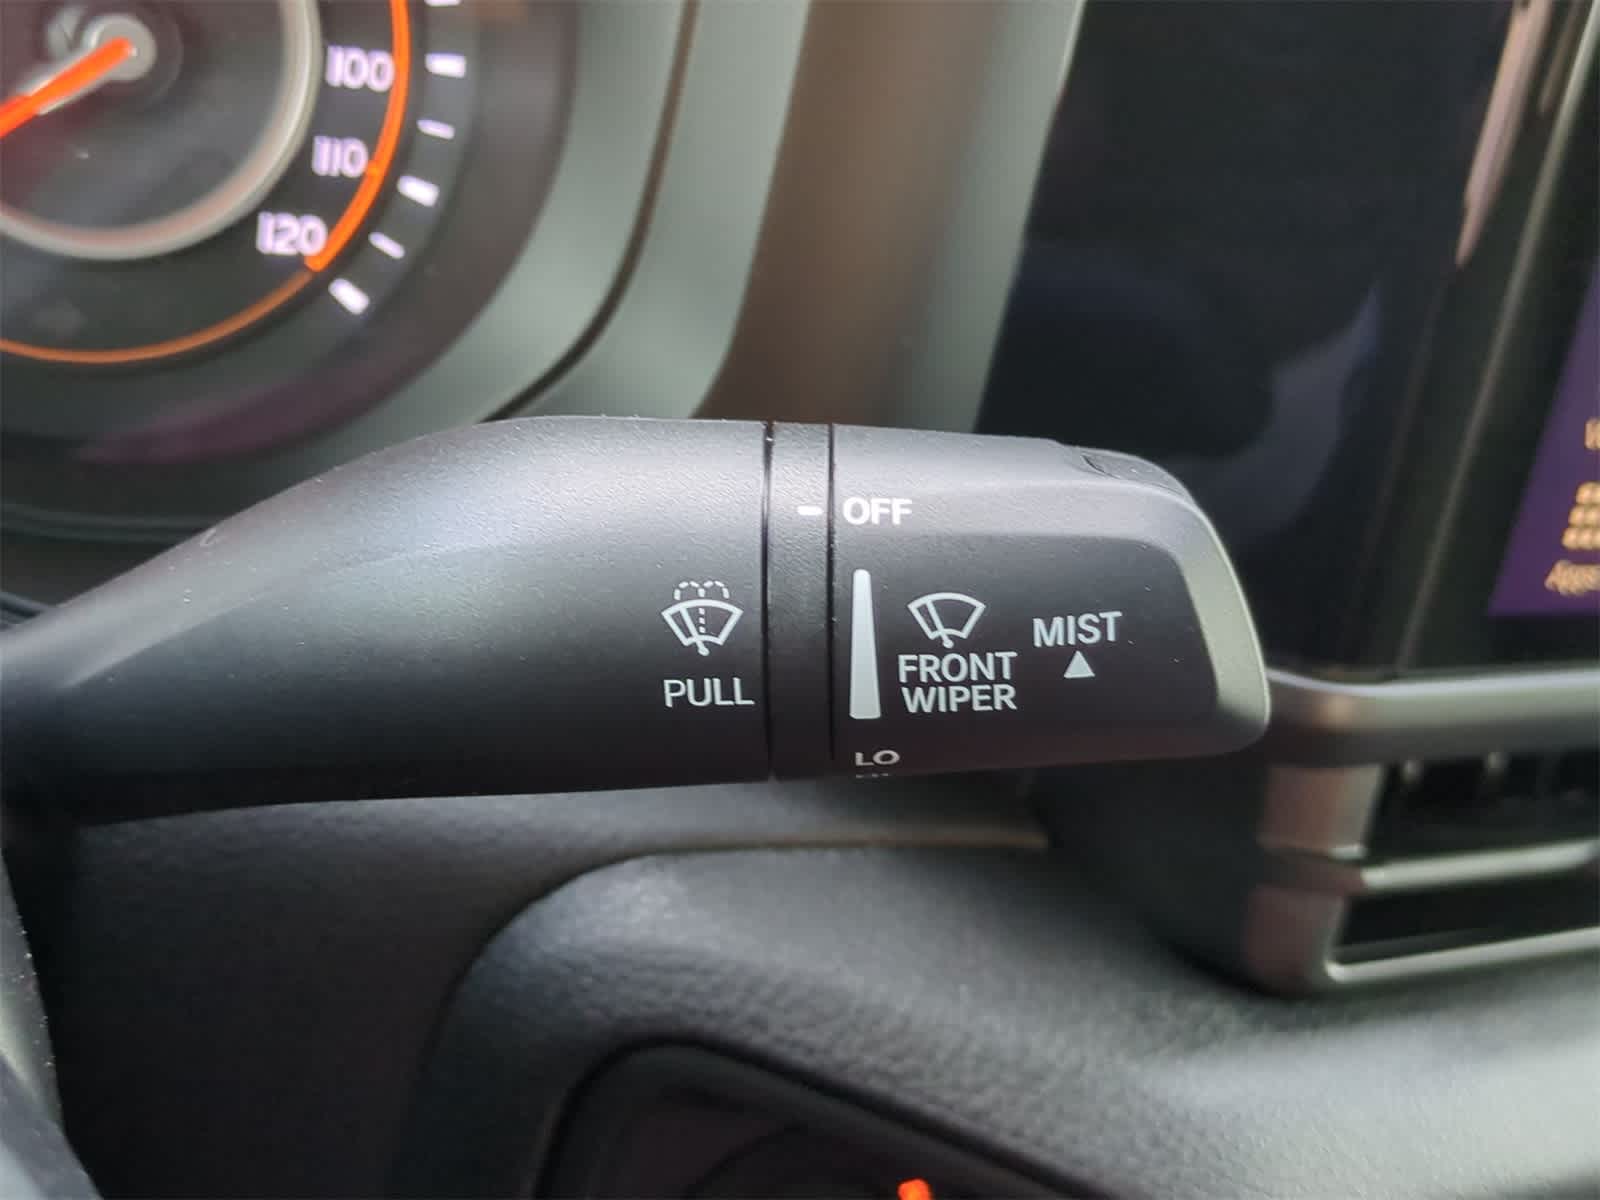 100
110
120
OFF
PULL
FRONT
WIPER
MIST
LO